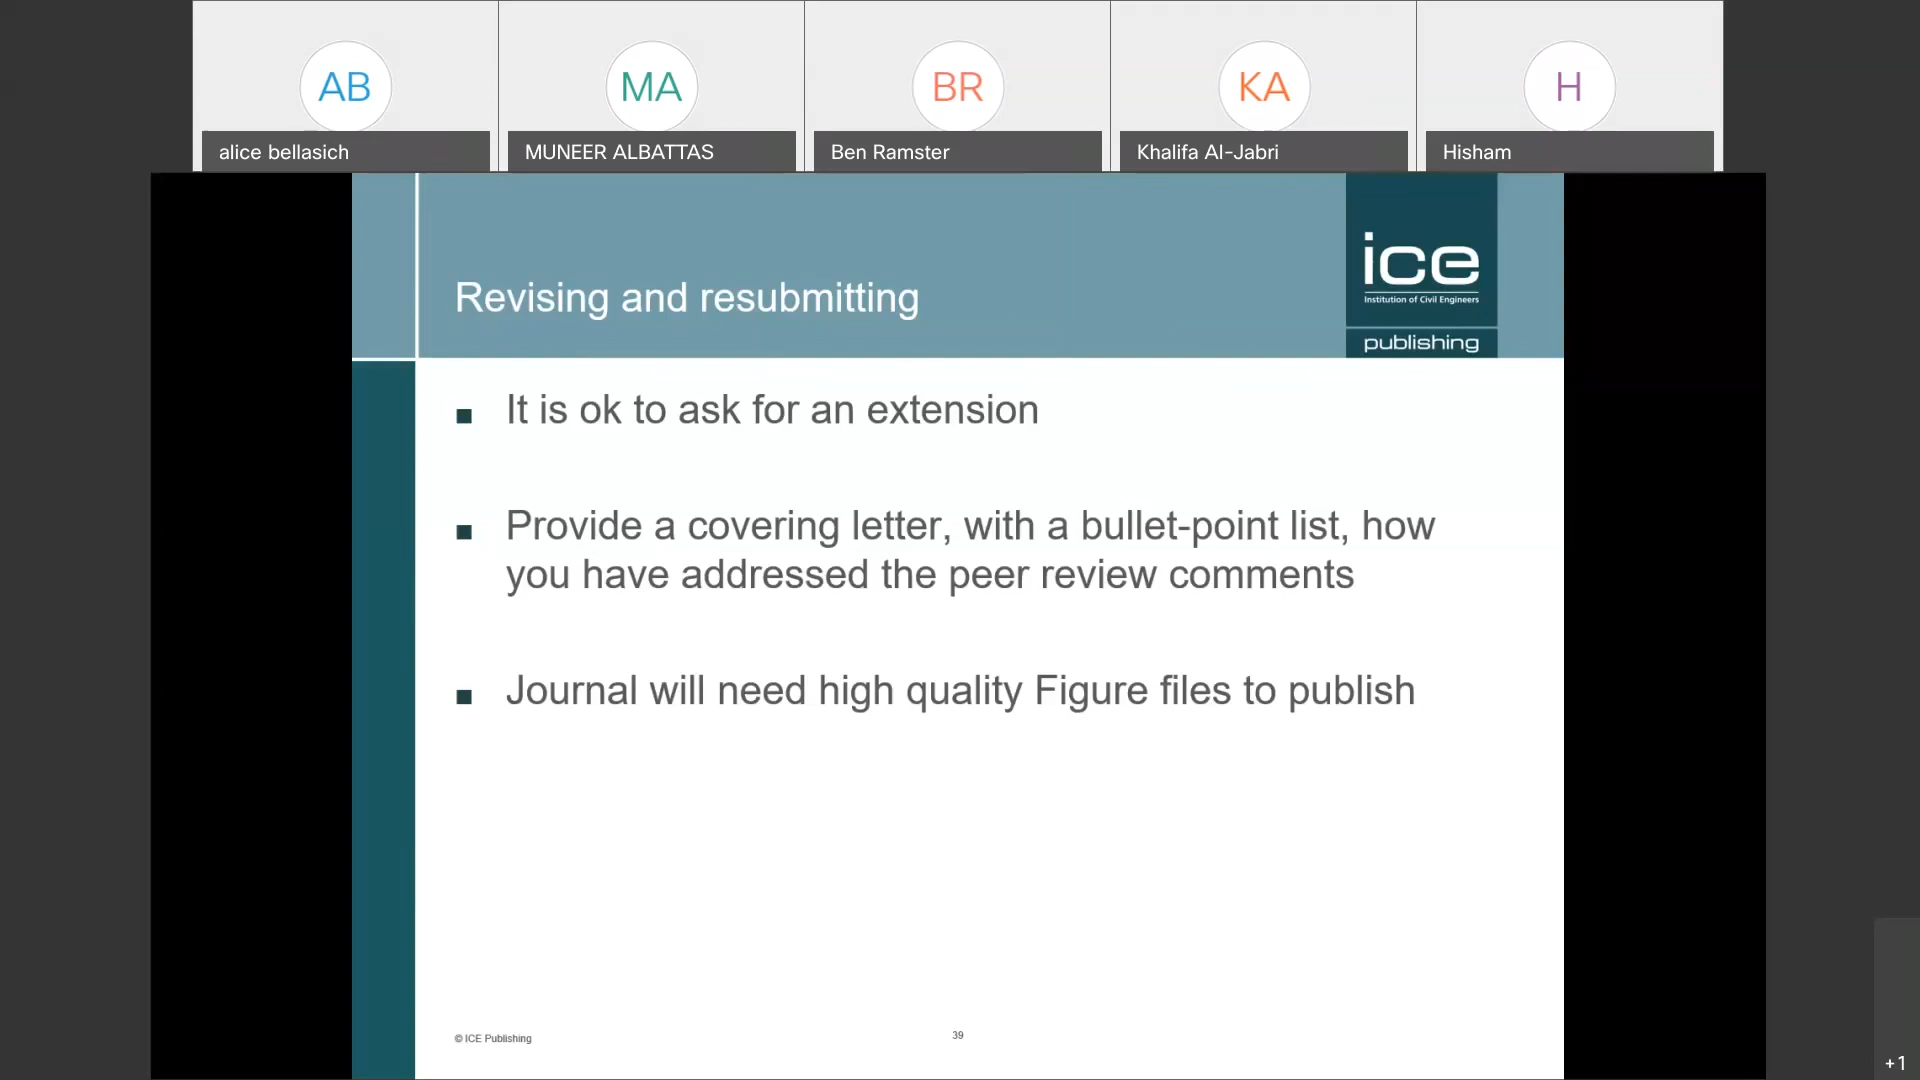 AB
MA
BR
KA
H
alice bellasich
MUNEER ALBATTAS
Ben Ramster
Khalifa Al-Jabri
Hisham
ice
Institution of Civil Engineers
publishing
Revising and resubmitting
It is ok to ask for an extension
Provide a covering letter, with a bullet-point list, how
you have addressed the peer review comments
Journal will need high quality Figure files to publish
© ICE Publishing
39
+1